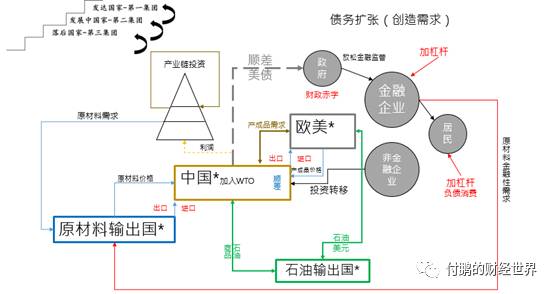 发达国家-第一集团
发展中国家-第二集团
落后国家-第三集团
债务扩张（创造需求）
产业链投资
顺差
美债
政府
放松金融监管
加杠杆
金融企业
财政赤字
居民
加杠杆
负债消费
原材料需求
利润
产成品需求
欧美*
出口
进口
产成品价格
非金融企业
投资转移
原材料金融性需求
中国*加入WTO
顺差
原材料价格
出口
进口
原材料输出国*
商品
石油
石油
美元
石油输出国*
付鹏的财经世界